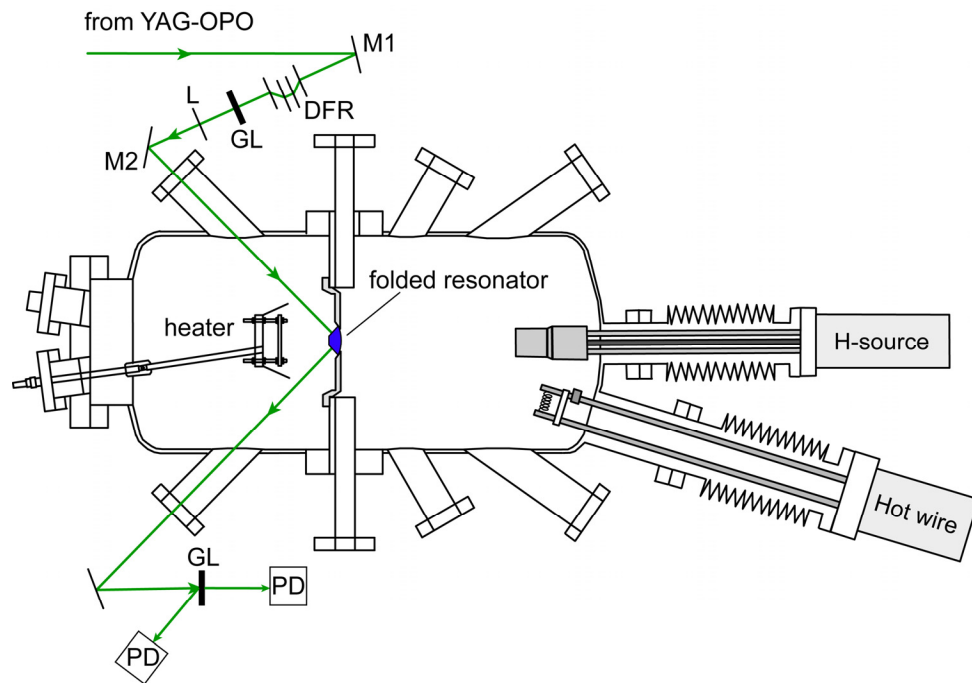 from YAG-OPO
M1
L
DFR
GL
M2
folded resonator
heater
H-source
Hot wire
GL
PD
PD